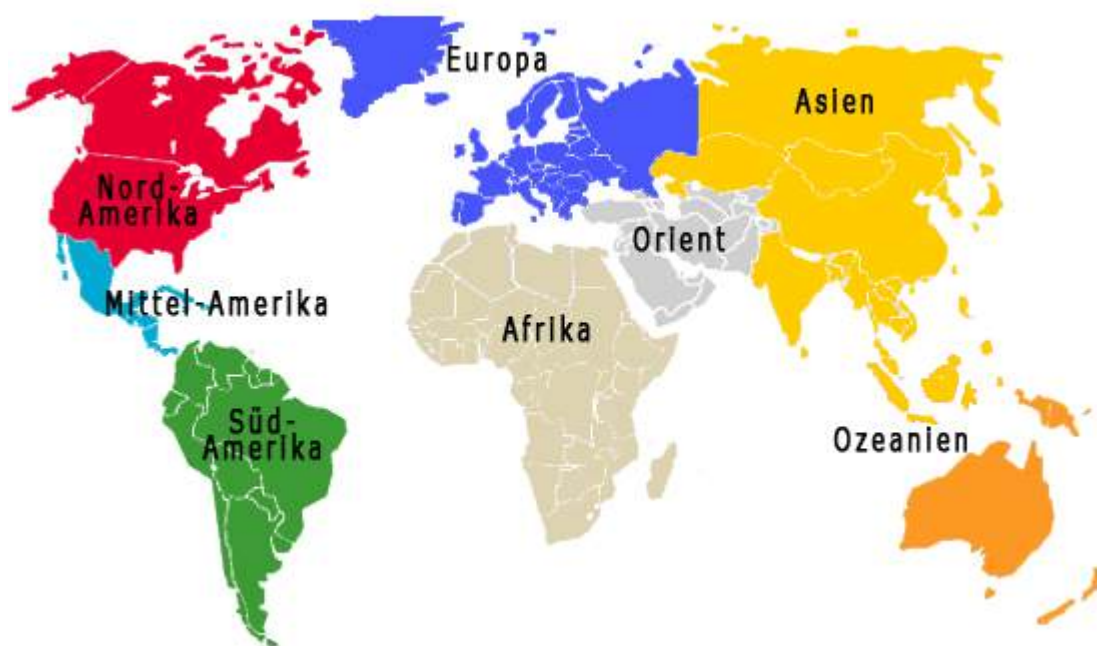 Europa
Asien
Nord-
Amerika
Orient
Mittel-Amerika
Afrika
Süd-
Amerika
Ozeanien